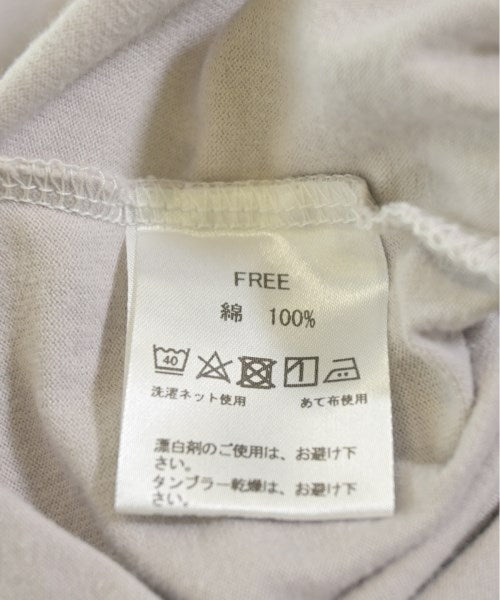 FREE
綿 100%
40
洗濯ネット使用 あて布使用
漂白剤のご使用は、お避け下
さい。
タンブラー乾燥は、お避け下
さい。